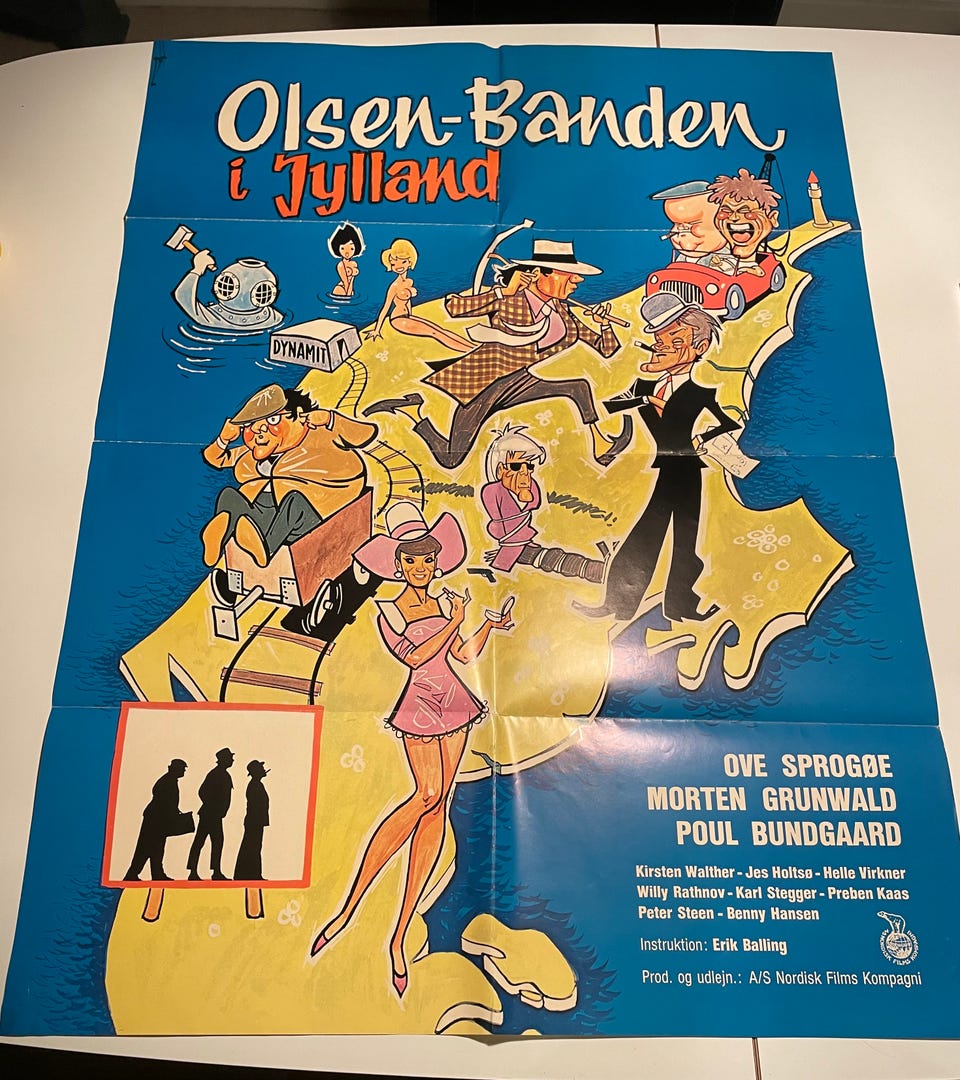 Olsen-Banden
i Jylland
DYNAMIT
OVE SPROGØE
MORTEN GRUNWALD
POUL BUNDGAARD
Kirsten Walther - Jes Holtsø - Helle Virkner
Willy Rathnov - Karl Stegger - Preben Kaas
Peter Steen - Benny Hansen
Instruktion: Erik Balling
Prod. og udlejn.: A/S Nordisk Films Kompagni